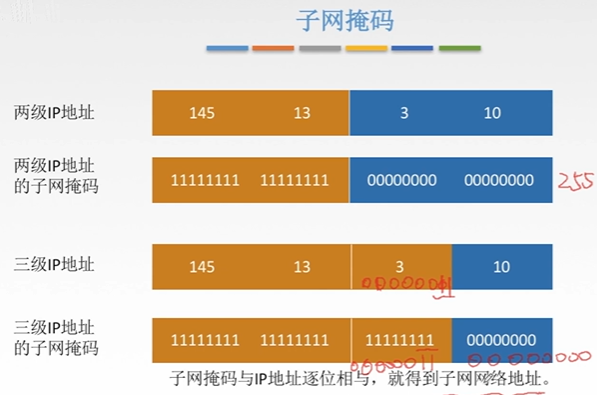 子网掩码
两级IP地址 145 13 3 10
两级IP地址
的子网掩码 11111111 11111111 00000000 00000000 255
三级IP地址 145 13 3 10
三级IP地址
的子网掩码 11111111 11111111 11111111 00000000
子网掩码与IP地址逐位相与，就得到子网网络地址。